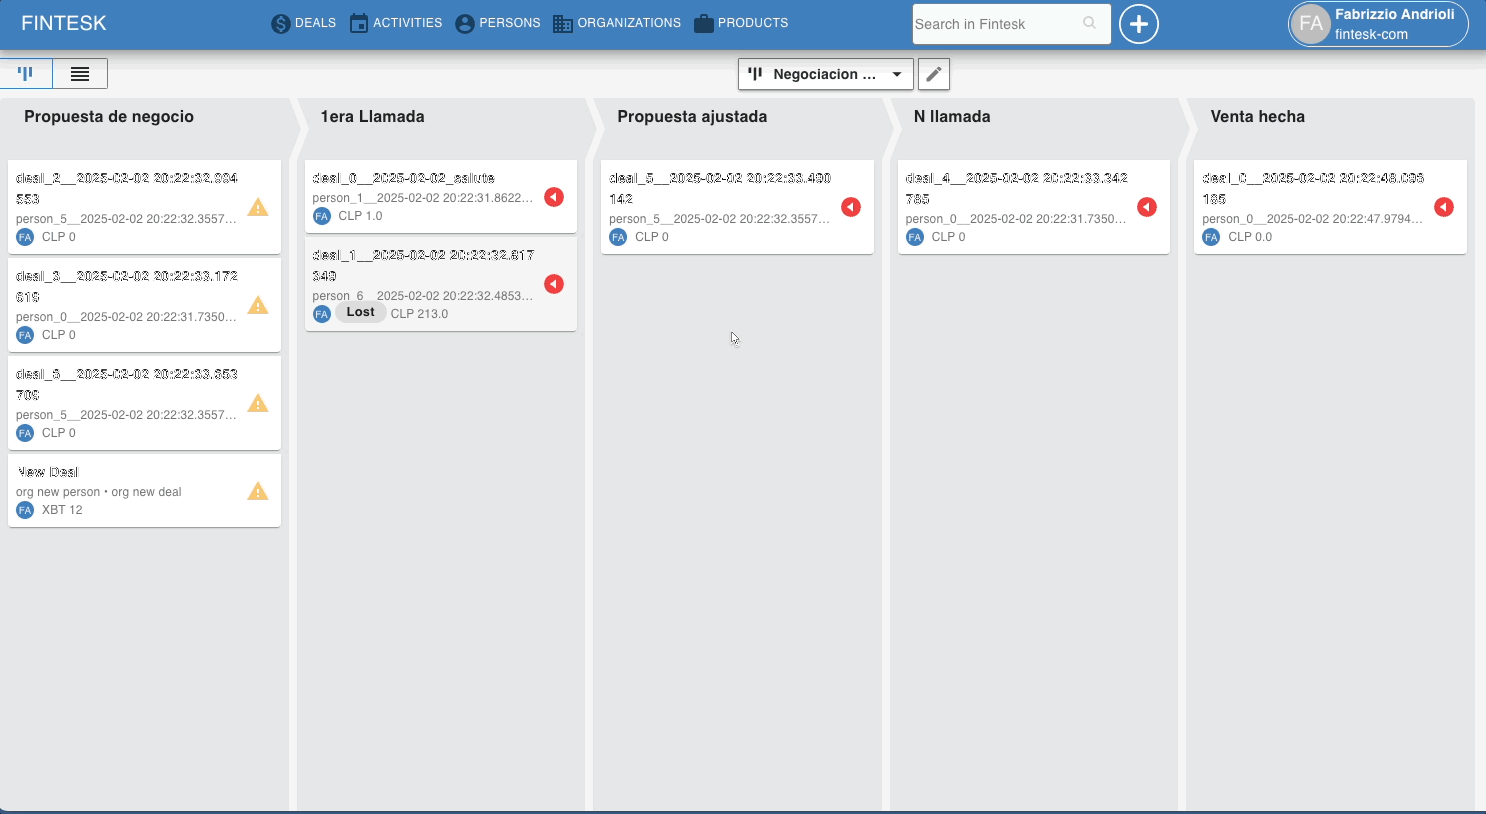 FINTESK
DEALS
ACTIVITIES
PERSONS
ORGANIZATIONS
PRODUCTS
Search in Fintesk
FA
Fabrizzio Andrioli
fintesk-com
Negociacion ...
Propuesta de negocio
deal_2__2025-02-02 20:22:32.994
553
person_5__2025-02-02 20:22:32.3557...
FA CLP 0
deal_3__2025-02-02 20:22:33.172
619
person_0__2025-02-02 20:22:31.7350...
FA CLP 0
deal_6__2025-02-02 20:22:33.653
709
person_5__2025-02-02 20:22:32.3557...
FA CLP 0
New Deal
org new person • org new deal
FA XBT 12
1era Llamada
deal_0__2025-02-02_salute
person_1__2025-02-02 20:22:31.8622...
FA CLP 1.0
deal_1__2025-02-02 20:22:32.817
349
person_6__2025-02-02 20:22:32.4853...
FA Lost CLP 213.0
Propuesta ajustada
deal_5__2025-02-02 20:22:33.490
142
person_5__2025-02-02 20:22:32.3557...
FA CLP 0
N llamada
deal_4__2025-02-02 20:22:33.342
785
person_0__2025-02-02 20:22:31.7350...
FA CLP 0
Venta hecha
deal_0__2025-02-02 20:22:48.095
195
person_0__2025-02-02 20:22:47.9794...
FA CLP 0.0